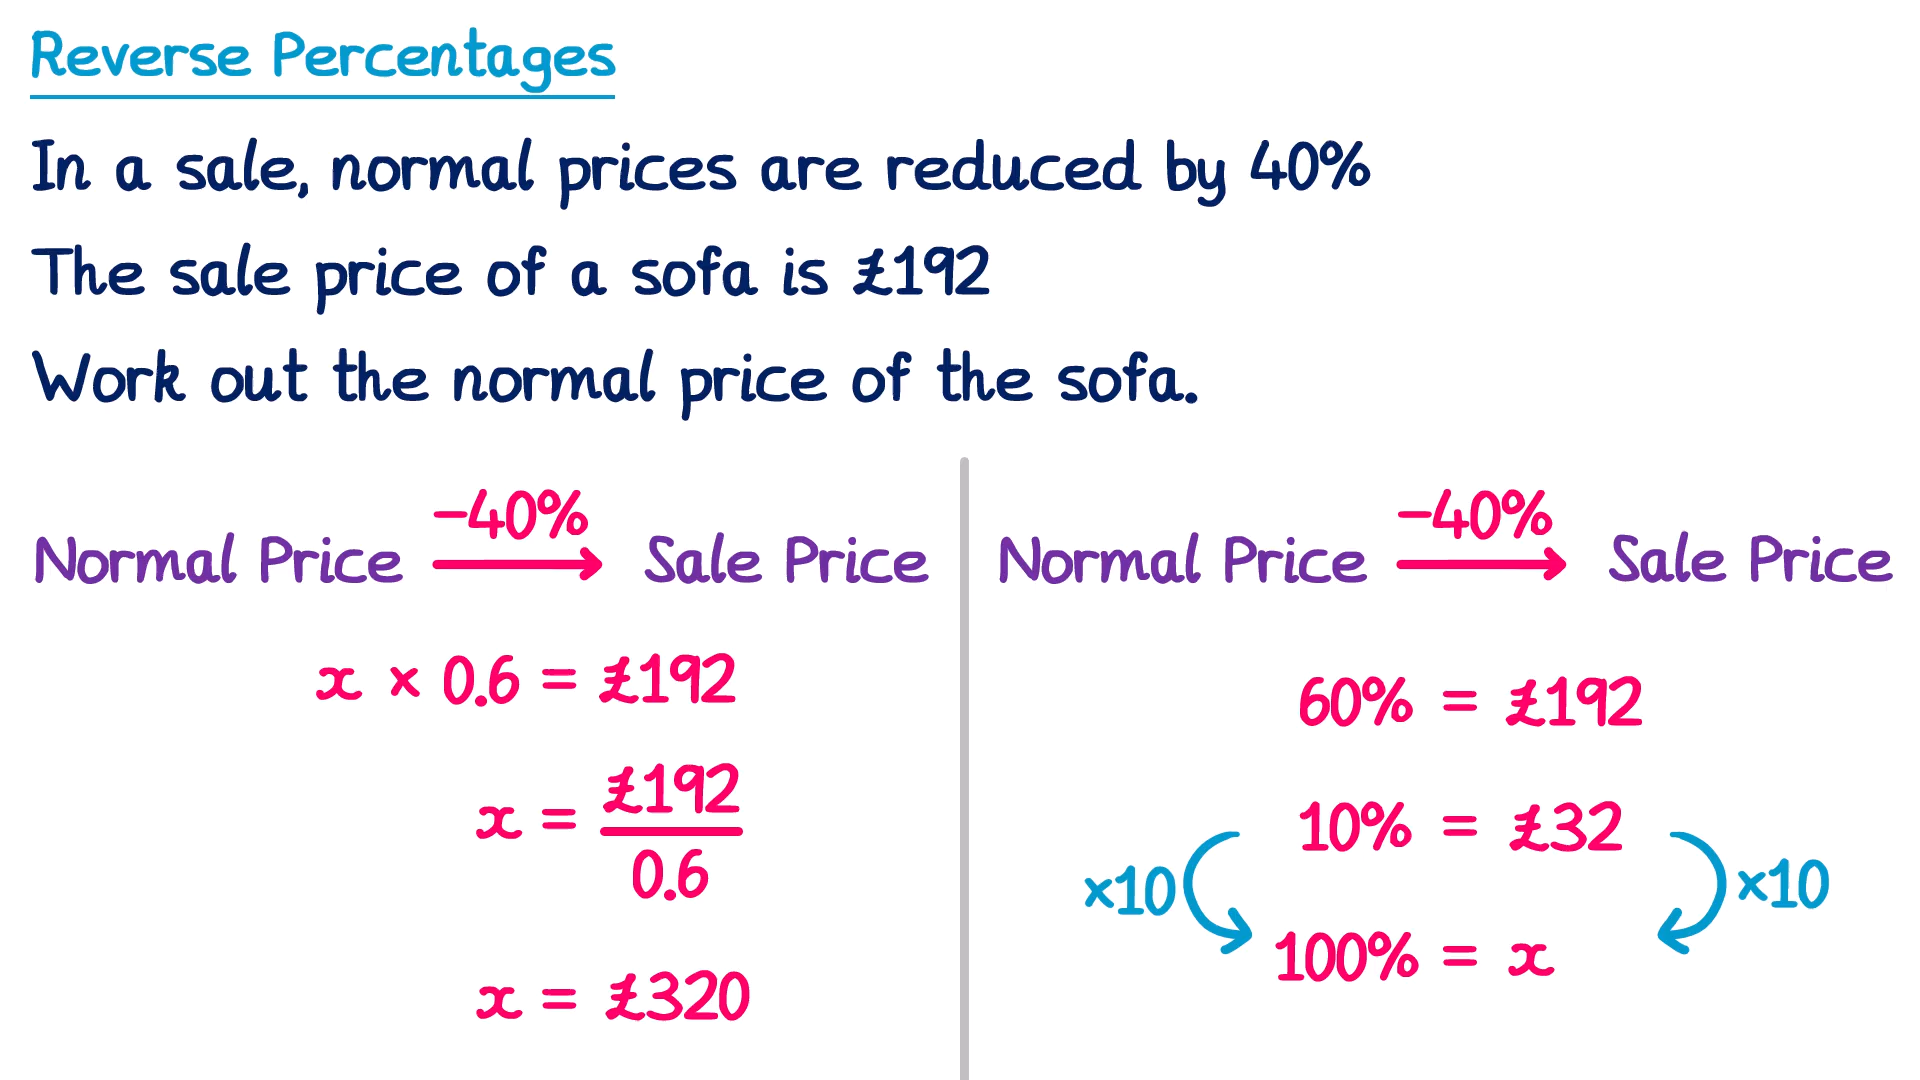 Reverse Percentages
In a sale, normal prices are reduced by 40%
The sale price of a sofa is £192
Work out the normal price of the sofa.
−40%
Normal Price → Sale Price
x × 0.6 = £192
x = £192
0.6
x = £320
−40%
Normal Price → Sale Price
60% = £192
10% = £32
×10 ×10
100% = x